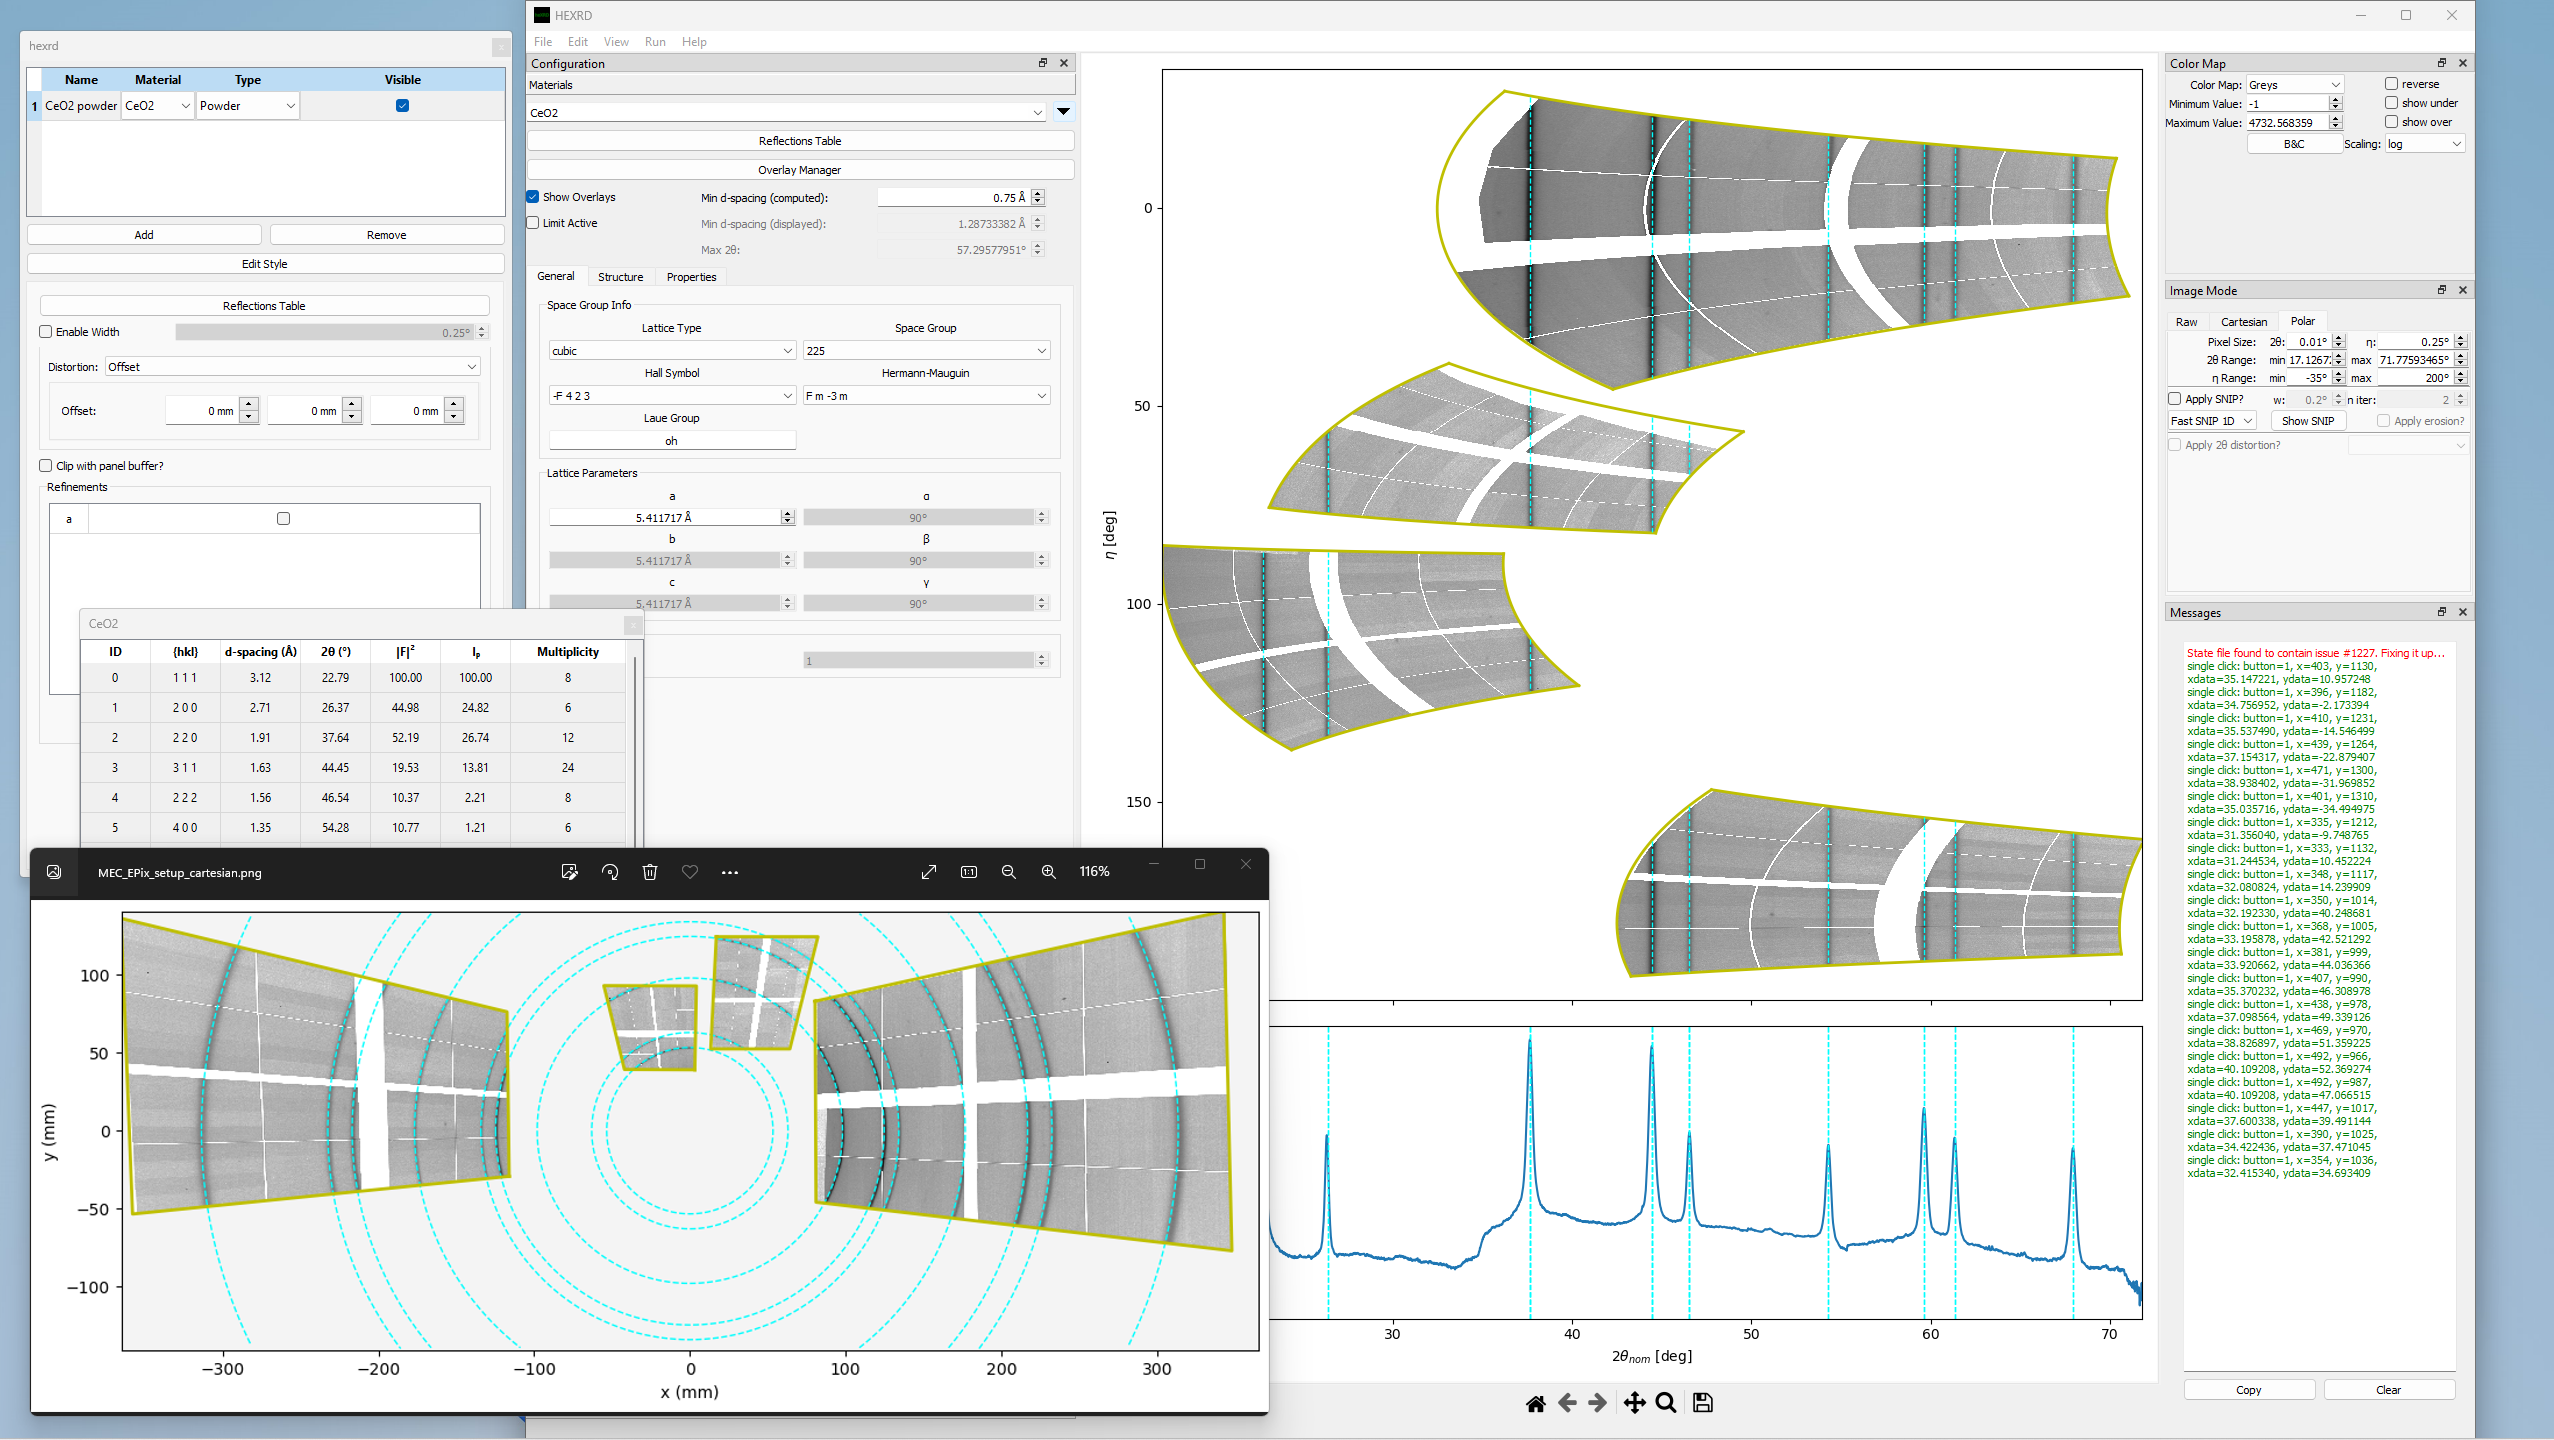 hexrd
Name Material Type Visible
1 CeO2 powder CeO2 Powder
Add Remove
Edit Style
Reflections Table
Enable Width 0.25°
Distortion: Offset
Offset: 0 mm 0 mm 0 mm
Clip with panel buffer?
Refinements
a
CeO2
ID {hkl} d-spacing (Å) 2θ (°) |F|² Iₚ Multiplicity
0 1 1 1 3.12 22.79 100.00 100.00 8
1 2 0 0 2.71 26.37 44.98 24.82 6
2 2 2 0 1.91 37.64 52.19 26.74 12
3 3 1 1 1.63 44.45 19.53 13.81 24
4 2 2 2 1.56 46.54 10.37 2.21 8
5 4 0 0 1.35 54.28 10.77 1.21 6
MEC_EPix_setup_cartesian.png 116%
100
50
0
−50
−100
y (mm)
−300 −200 −100 0 100 200 300
x (mm)
HEXRD
File Edit View Run Help
Configuration
Materials
CeO2
Reflections Table
Overlay Manager
Show Overlays Min d-spacing (computed): 0.75 Å
Limit Active Min d-spacing (displayed): 1.28733382 Å
Max 2θ: 57.29577951°
General Structure Properties
Space Group Info
Lattice Type Space Group
cubic 225
Hall Symbol Hermann-Mauguin
-F 4 2 3 F m -3 m
Laue Group
oh
Lattice Parameters
a α
5.411717 Å 90°
b β
5.411717 Å 90°
c γ
5.411717 Å 90°
1
0
50
100
150
η [deg]
30 40 50 60 70
2θnom [deg]
Color Map
Color Map: Greys reverse
Minimum Value: -1 show under
Maximum Value: 4732.568359 show over
B&C Scaling: log
Image Mode
Raw Cartesian Polar
Pixel Size: 2θ: 0.01° η: 0.25°
2θ Range: min 17.1267 max 71.77593465°
η Range: min -35° max 200°
Apply SNIP? w: 0.2° n iter: 2
Fast SNIP 1D Show SNIP Apply erosion?
Apply 2θ distortion?
Messages
State file found to contain issue #1227. Fixing it up...
single click: button=1, x=403, y=1130,
xdata=35.147221, ydata=10.957248
single click: button=1, x=396, y=1182,
xdata=34.756952, ydata=-2.173394
single click: button=1, x=410, y=1231,
xdata=35.537490, ydata=-14.546499
single click: button=1, x=439, y=1264,
xdata=37.154317, ydata=-22.879407
single click: button=1, x=471, y=1300,
xdata=38.938402, ydata=-31.969852
single click: button=1, x=401, y=1310,
xdata=35.035716, ydata=-34.494975
single click: button=1, x=335, y=1212,
xdata=31.356040, ydata=-9.748765
single click: button=1, x=333, y=1132,
xdata=31.244534, ydata=10.452224
single click: button=1, x=348, y=1117,
xdata=32.080824, ydata=14.239909
single click: button=1, x=350, y=1014,
xdata=32.192330, ydata=40.248681
single click: button=1, x=368, y=1005,
xdata=33.195878, ydata=42.521292
single click: button=1, x=381, y=999,
xdata=33.920662, ydata=44.036366
single click: button=1, x=407, y=990,
xdata=35.370232, ydata=46.308978
single click: button=1, x=438, y=978,
xdata=37.098564, ydata=49.339126
single click: button=1, x=469, y=970,
xdata=38.826897, ydata=51.359225
single click: button=1, x=492, y=966,
xdata=40.109208, ydata=52.369274
single click: button=1, x=492, y=987,
xdata=40.109208, ydata=47.066515
single click: button=1, x=447, y=1017,
xdata=37.600338, ydata=39.491144
single click: button=1, x=390, y=1025,
xdata=34.422436, ydata=37.471045
single click: button=1, x=354, y=1036,
xdata=32.415340, ydata=34.693409
Copy Clear